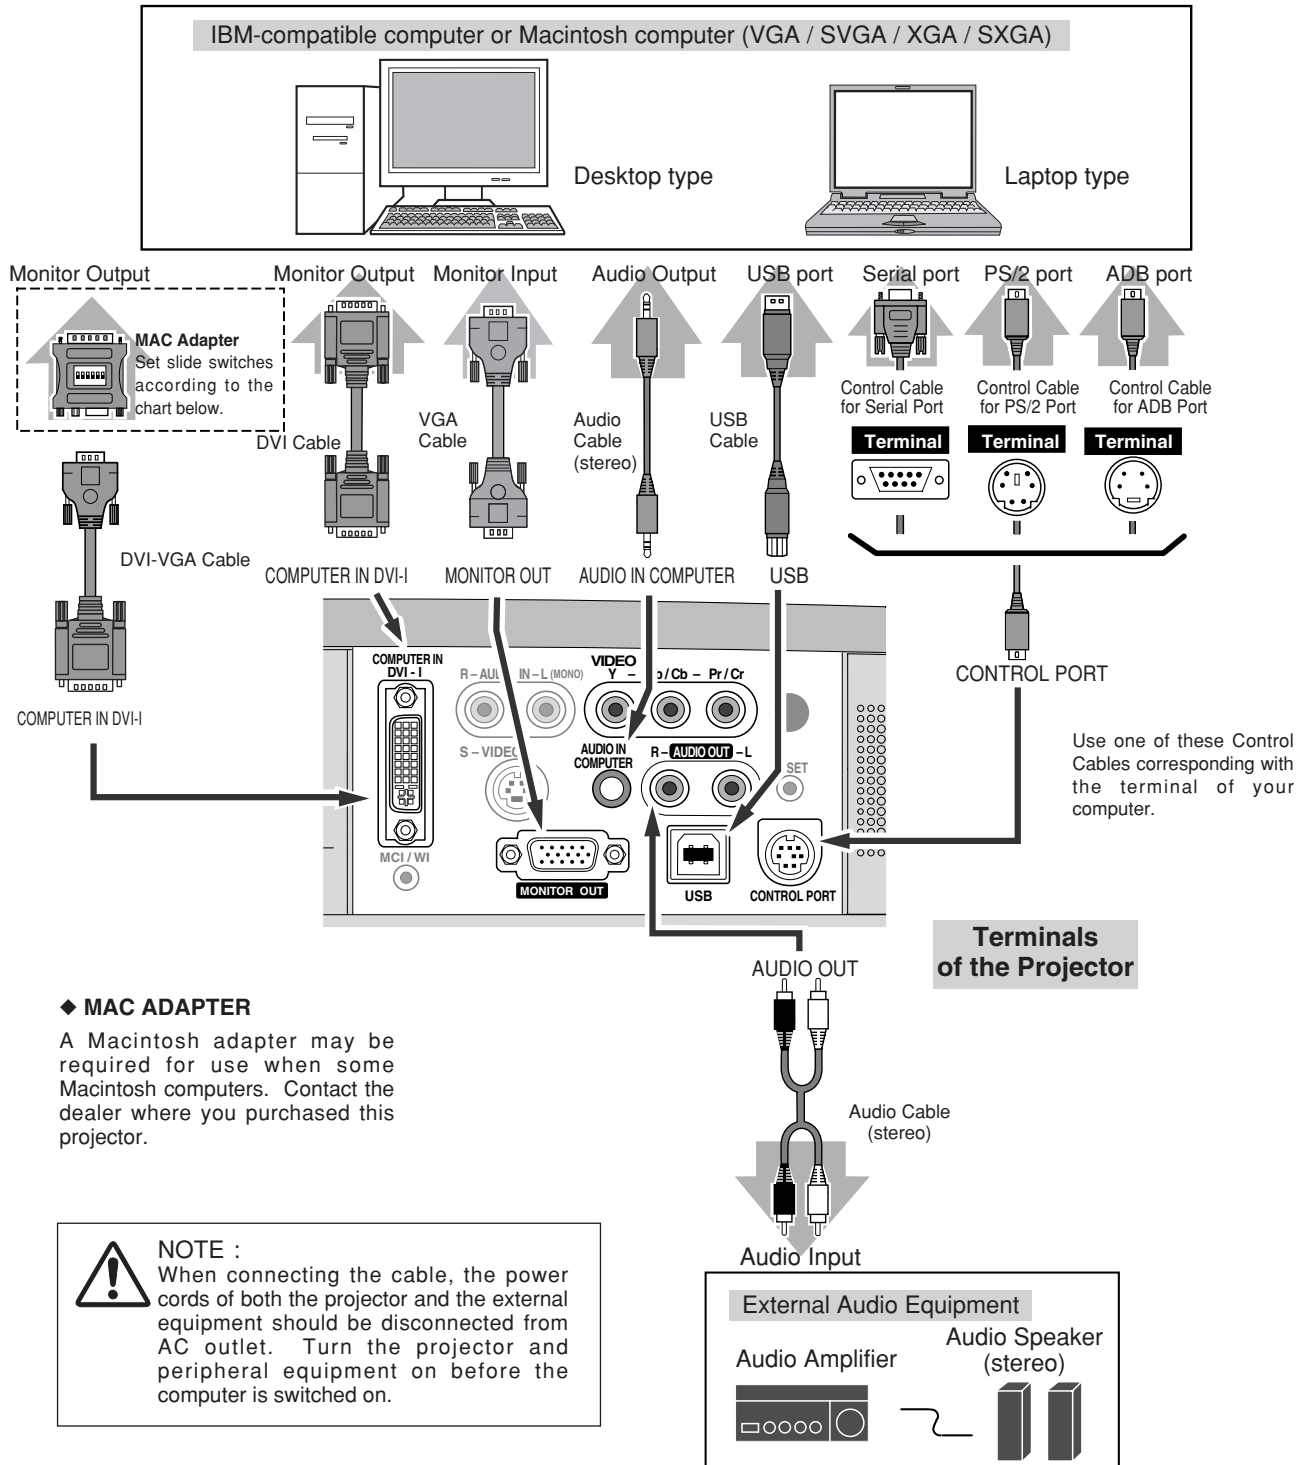 IBM-compatible computer or Macintosh computer (VGA / SVGA / XGA / SXGA)
Desktop type
Laptop type
Monitor Output
Monitor Output
Monitor Input
Audio Output
USB port
Serial port
PS/2 port
ADB port
MAC Adapter
Set slide switches
according to the
chart below.
DVI Cable
VGA
Cable
Audio
Cable
(stereo)
USB
Cable
Control Cable
for Serial Port
Control Cable
for PS/2 Port
Control Cable
for ADB Port
Terminal
Terminal
Terminal
DVI-VGA Cable
COMPUTER IN DVI-I
MONITOR OUT
AUDIO IN COMPUTER
USB
CONTROL PORT
COMPUTER IN DVI-I
COMPUTER IN
DVI - I
R – AU
IN – L (MONO)
VIDEO
Y –
b / Cb – Pr / Cr
S – VIDE
AUDIO IN
COMPUTER
R – AUDIO OUT – L
SET
MCI / WI
MONITOR OUT
USB
CONTROL PORT
Use one of these Control
Cables corresponding with
the terminal of your
computer.
Terminals
of the Projector
AUDIO OUT
◆ MAC ADAPTER
A Macintosh adapter may be
required for use when some
Macintosh computers. Contact the
dealer where you purchased this
projector.
Audio Cable
(stereo)
NOTE :
When connecting the cable, the power
cords of both the projector and the external
equipment should be disconnected from
AC outlet. Turn the projector and
peripheral equipment on before the
computer is switched on.
Audio Input
External Audio Equipment
Audio Amplifier
Audio Speaker
(stereo)